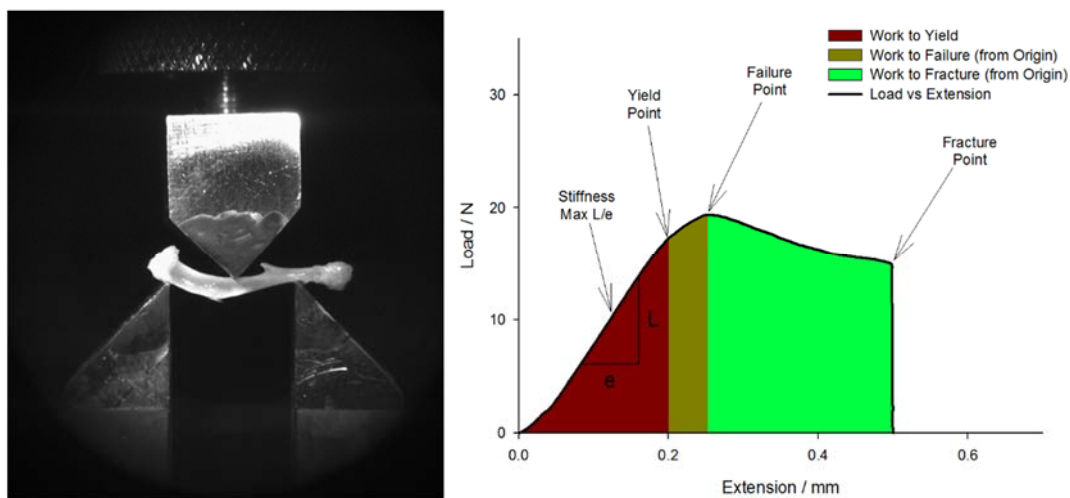 Work to Yield
Work to Failure (from Origin)
Work to Fracture (from Origin)
Load vs Extension
Failure
Point
Yield
Point
Fracture
Point
Stiffness
Max L/e
30
20
10
0
Load / N
L
e
0.0
0.2
0.4
0.6
Extension / mm